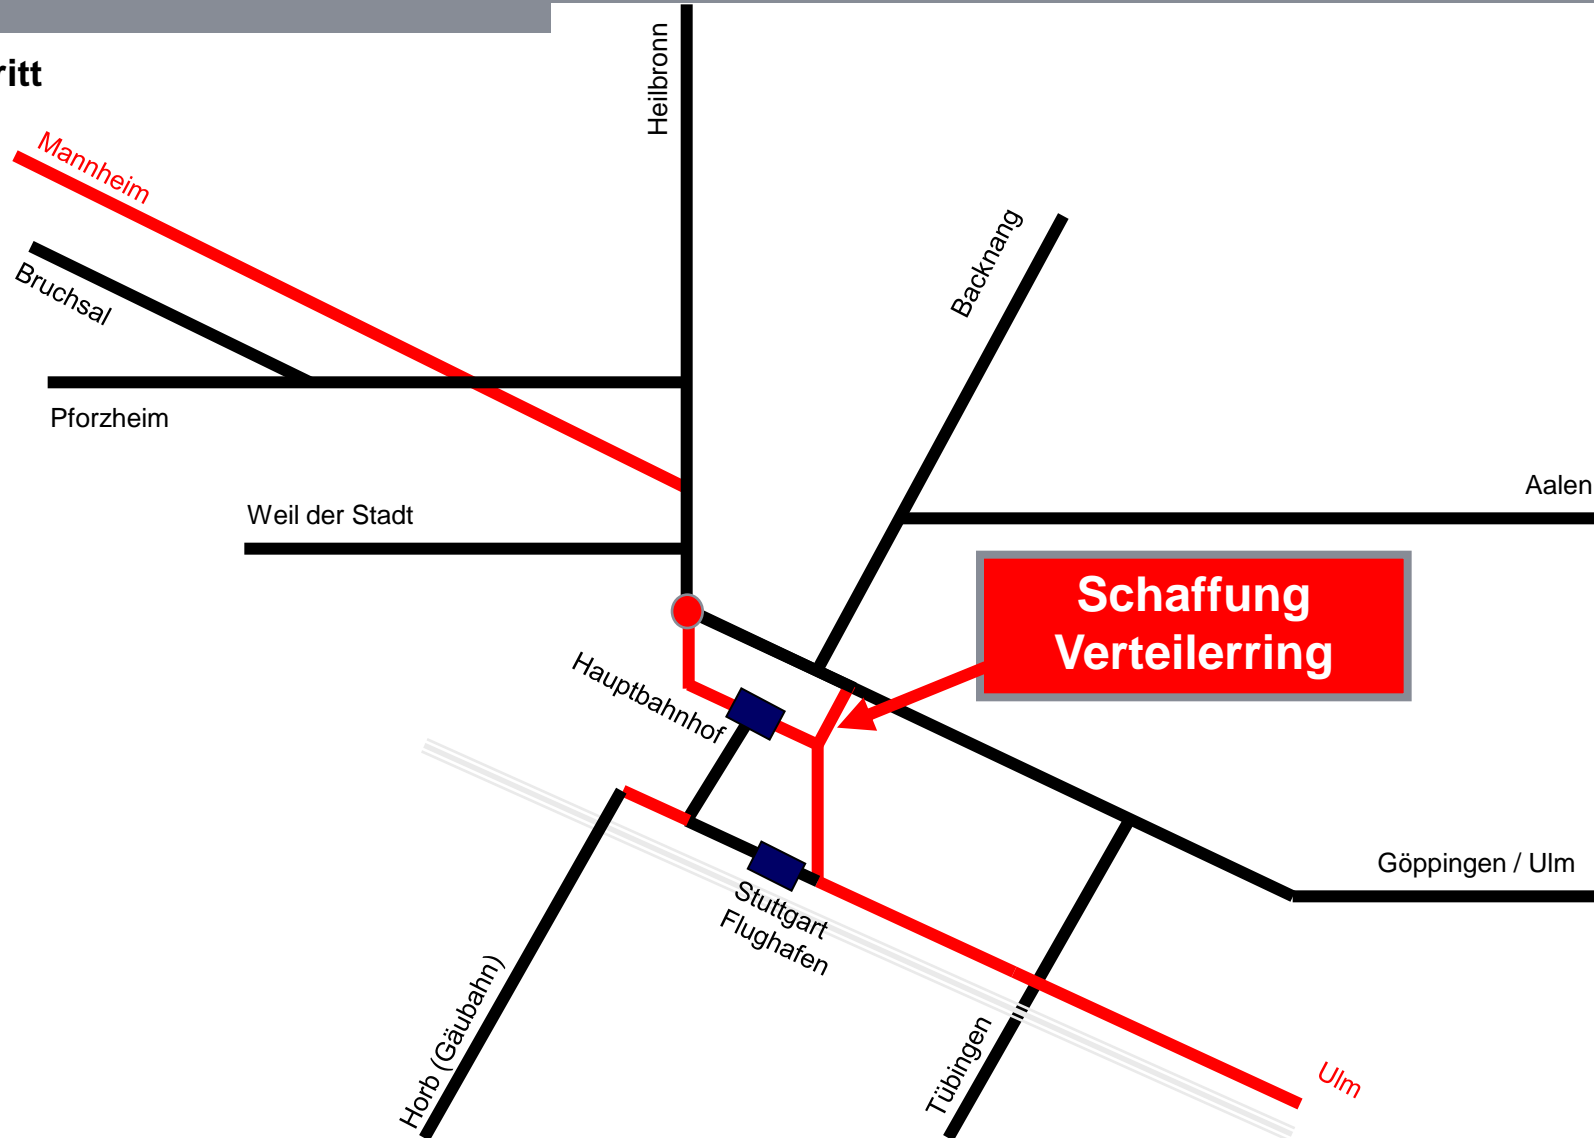 ritt
Heilbronn
Mannheim
Bruchsal
Backnang
Pforzheim
Aalen
Weil der Stadt
Schaffung
Verteilerring
Hauptbahnhof
Göppingen / Ulm
Stuttgart
Flughafen
Horb (Gäubahn)
Tübingen
Ulm